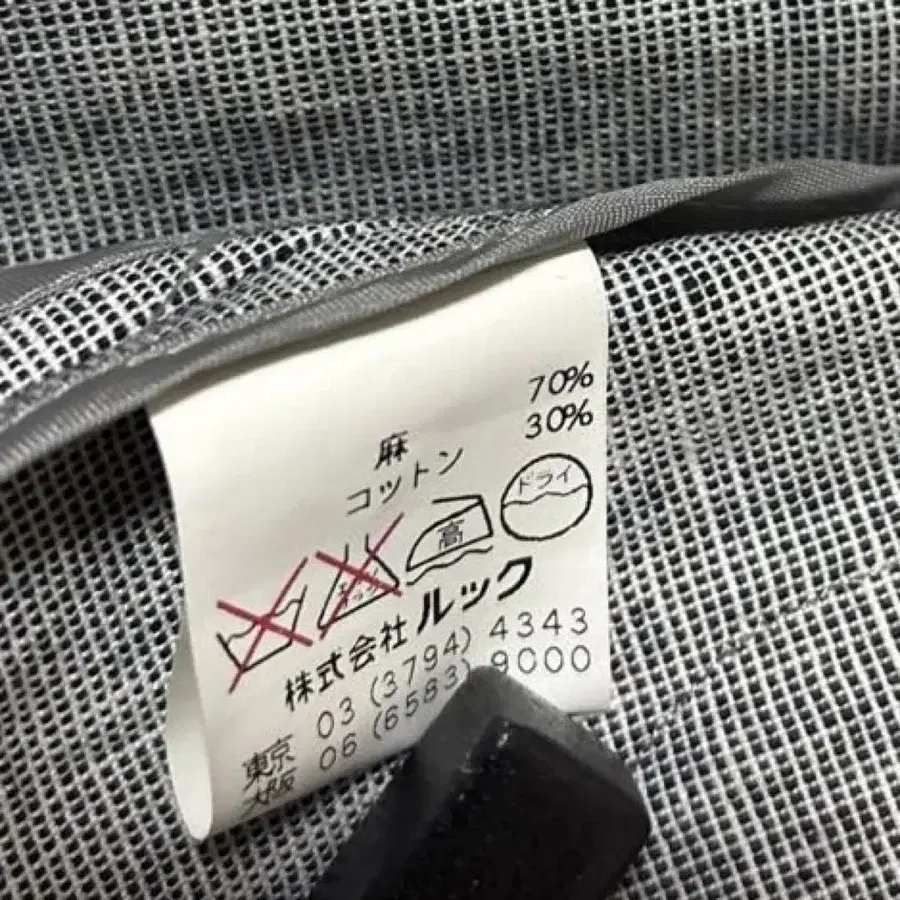 麻 70%
コットン 30%
高 ドライ
株式会社 ルック
東京 03 (3794) 4343
大阪 06 (6583) 9000